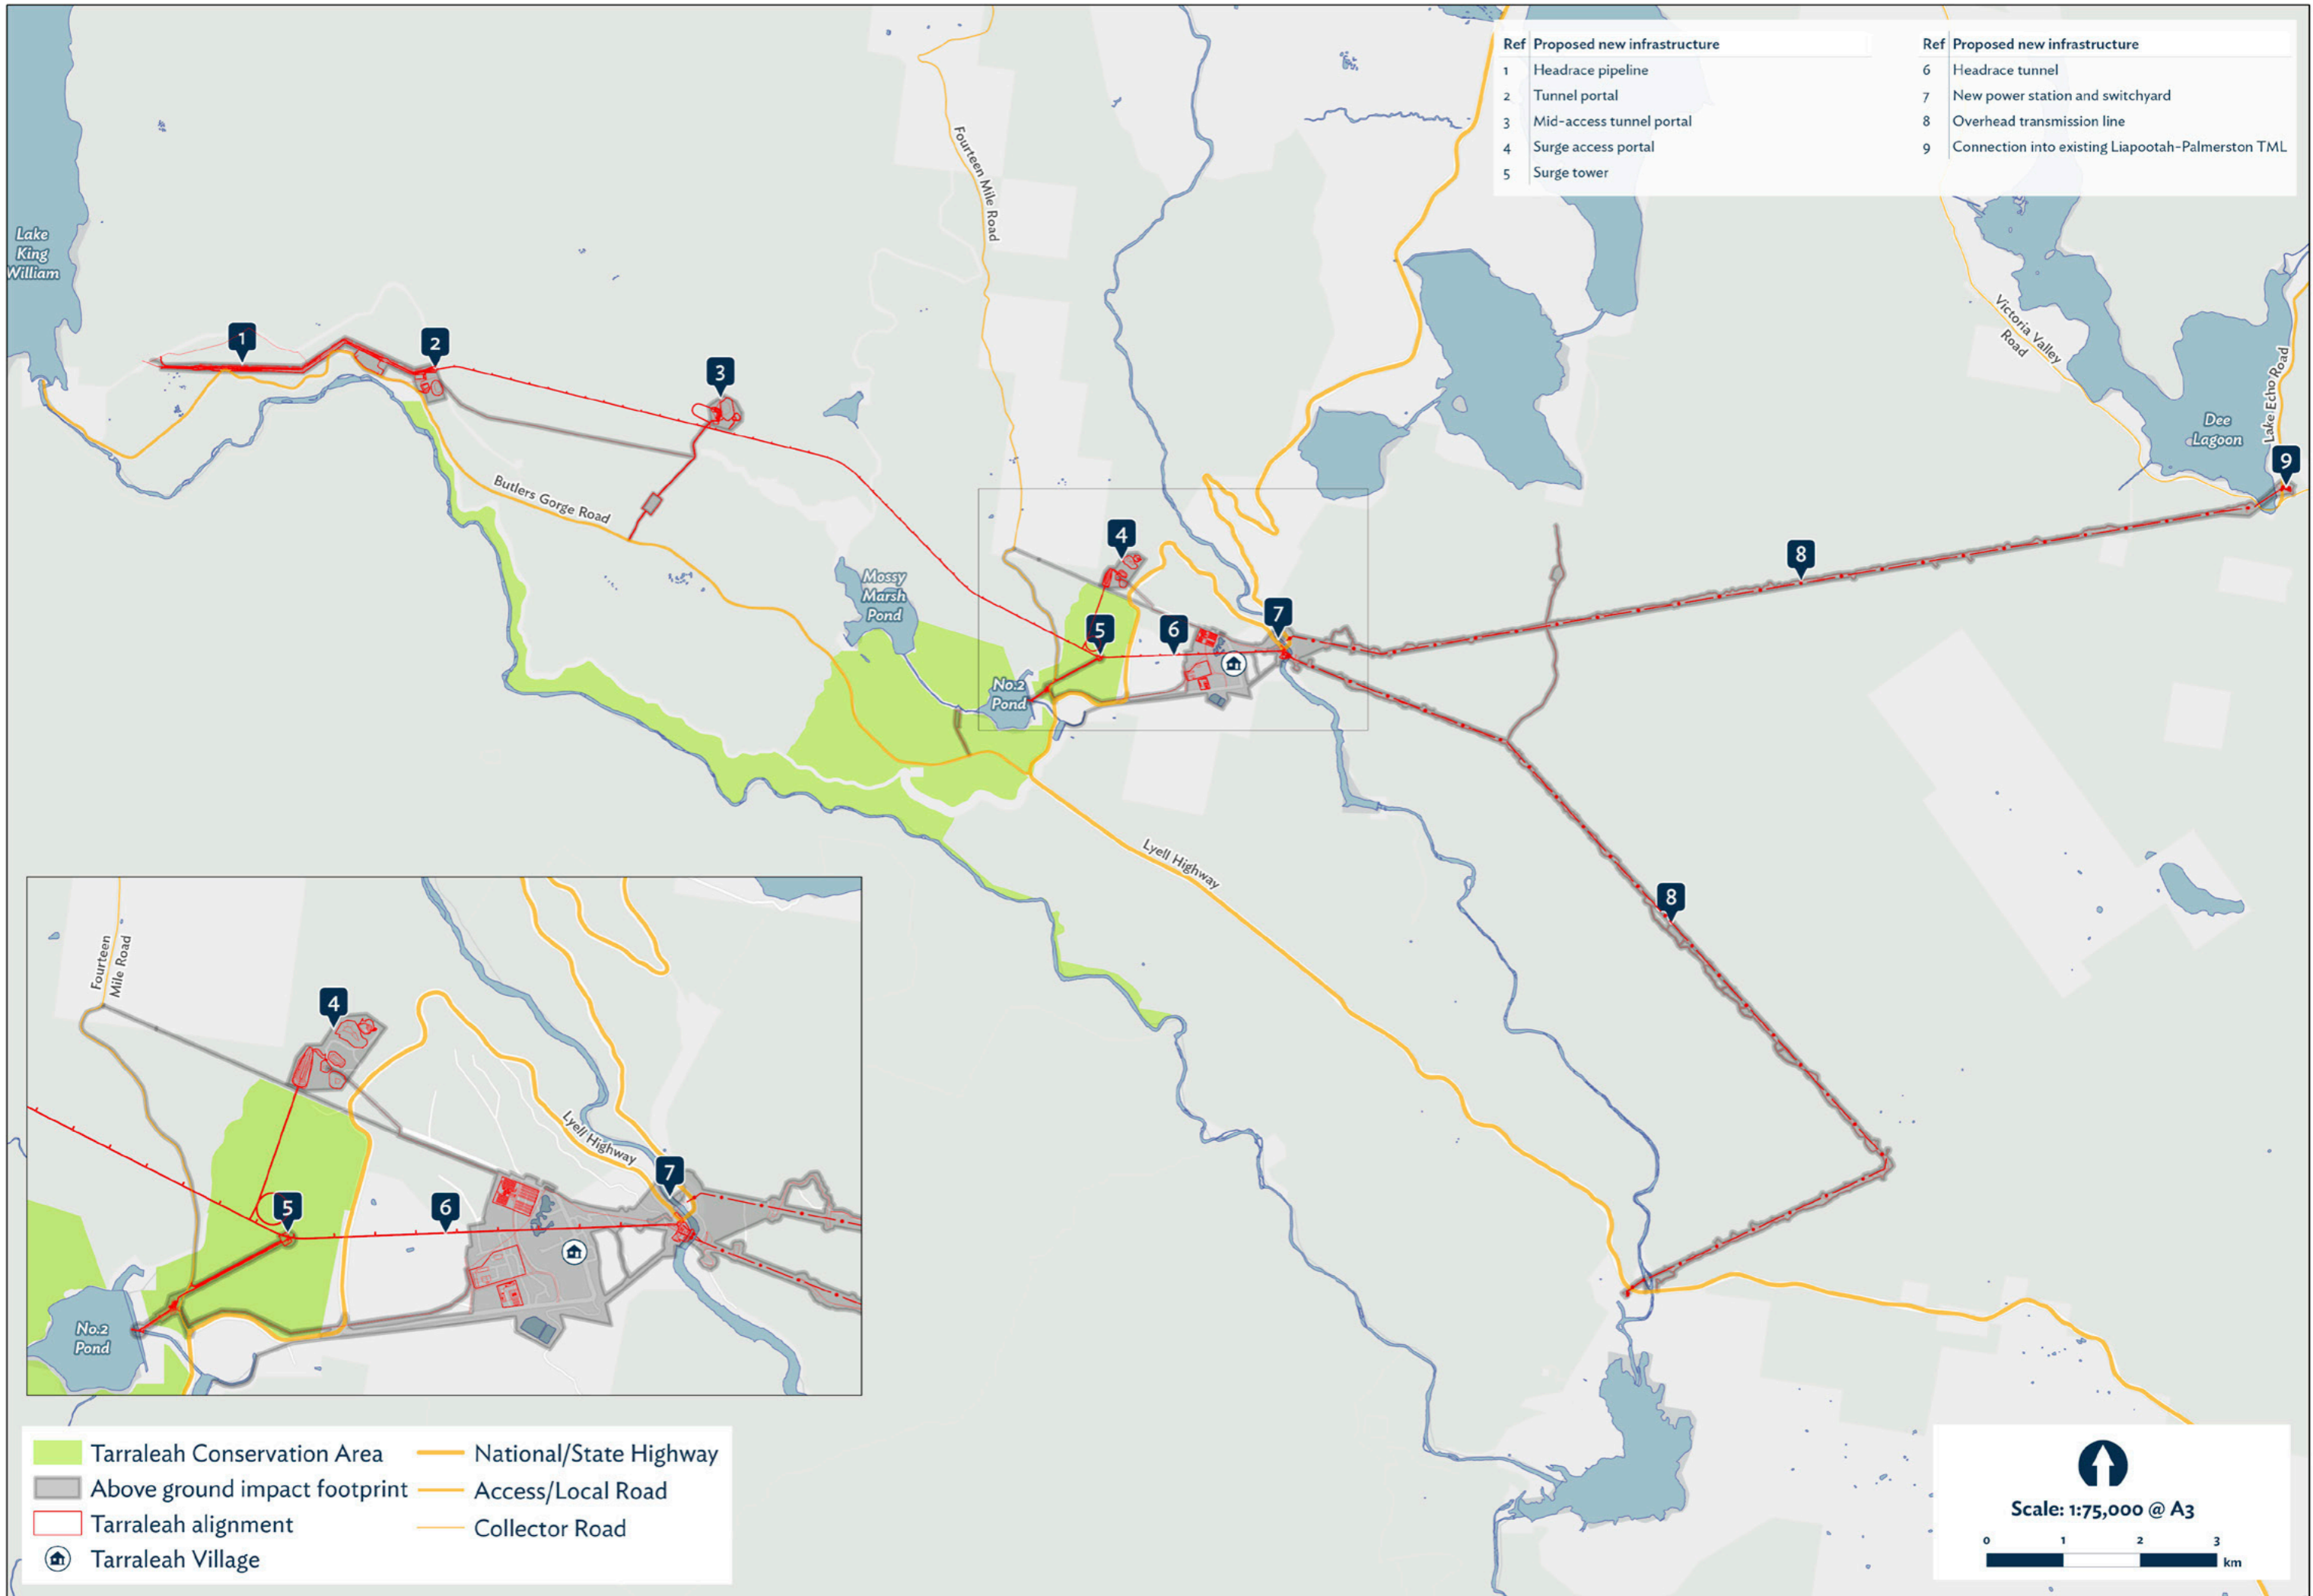 Ref Proposed new infrastructure
1 Headrace pipeline
2 Tunnel portal
3 Mid-access tunnel portal
4 Surge access portal
5 Surge tower
Ref Proposed new infrastructure
6 Headrace tunnel
7 New power station and switchyard
8 Overhead transmission line
9 Connection into existing Liapootah-Palmerston TML
Fourteen Mile Road
Lake
King
William
1
2
3
Victoria Valley
Road
Lake Echo Road
Dee
Lagoon
9
Butlers Gorge Road
4
8
Mossy
Marsh
Pond
5
6
7
No.2
Pond
Lyell Highway
8
Fourteen
Mile Road
4
Lyell Highway
7
5
6
No.2
Pond
Tarraleah Conservation Area
Above ground impact footprint
Tarraleah alignment
Tarraleah Village
National/State Highway
Access/Local Road
Collector Road
Scale: 1:75,000 @ A3
0 1 2 3
km